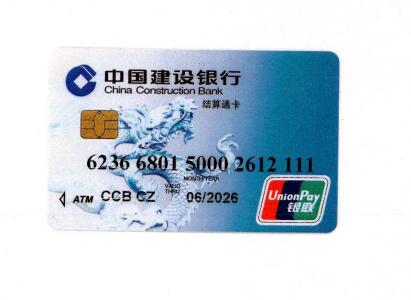 中国建设银行
China Construction Bank
结算通卡
6236 6801 5000 2612 111
MONTH/YEAR
ATM CCB CZ VALID THRU 06/2026
UnionPay
银联